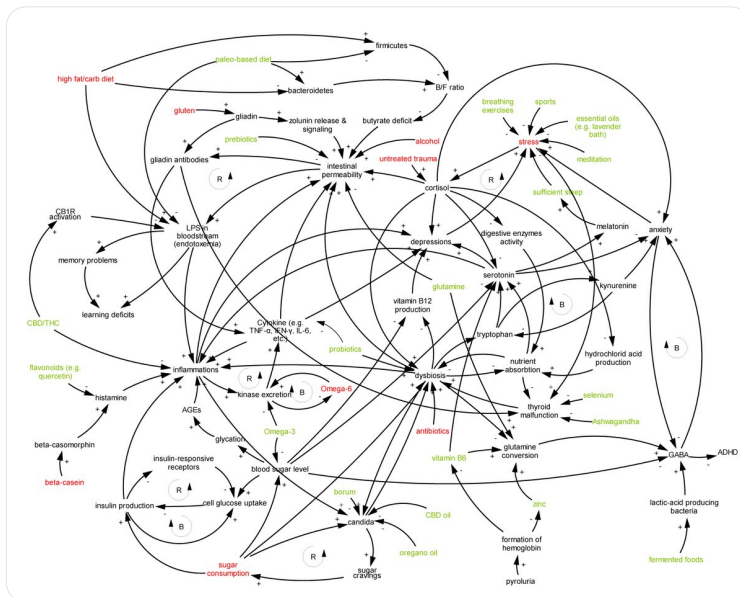 firmicutes
paleo-based diet
high fat/carb diet
bacteroidetes
B/F ratio
gluten
gliadin
zolunin release &
signaling
butyrate deficit
breathing
exercises
sports
essential oils
(e.g. lavender
bath)
prebiotics
alcohol
stress
gliadin antibodies
untreated trauma
meditation
intestinal
permeability
R
cortisol
R
sufficient sleep
CB1R
activation
LPS in
bloodstream
(endotoxemia)
depressions
digestive enzymes
activity
melatonin
anxiety
memory problems
serotonin
glutamine
kynurenine
learning deficits
vitamin B12
production
B
B
CBD/THC
Cytokine (e.g.
TNF-α, IFN-γ, IL-6,
etc.)
tryptophan
probiotics
hydrochlorid acid
production
flavonoids (e.g.
quercetin)
inflammations
dysbiosis
nutrient
absorbtion
R
B
Omega-6
histamine
kinase excretion
selenium
AGEs
thyroid
malfunction
Ashwagandha
beta-casomorphin
Omega-3
antibiotics
glycation
glutamine
conversion
vitamin B6
GABA
ADHD
beta-casein
insulin-responsive
receptors
blood sugar level
R
insulin production
cell glucose uptake
borum
zinc
lactic-acid producing
bacteria
B
candida
CBD oil
formation of
hemoglobin
oregano oil
R
sugar
consumption
sugar
cravings
pyroluria
fermented foods